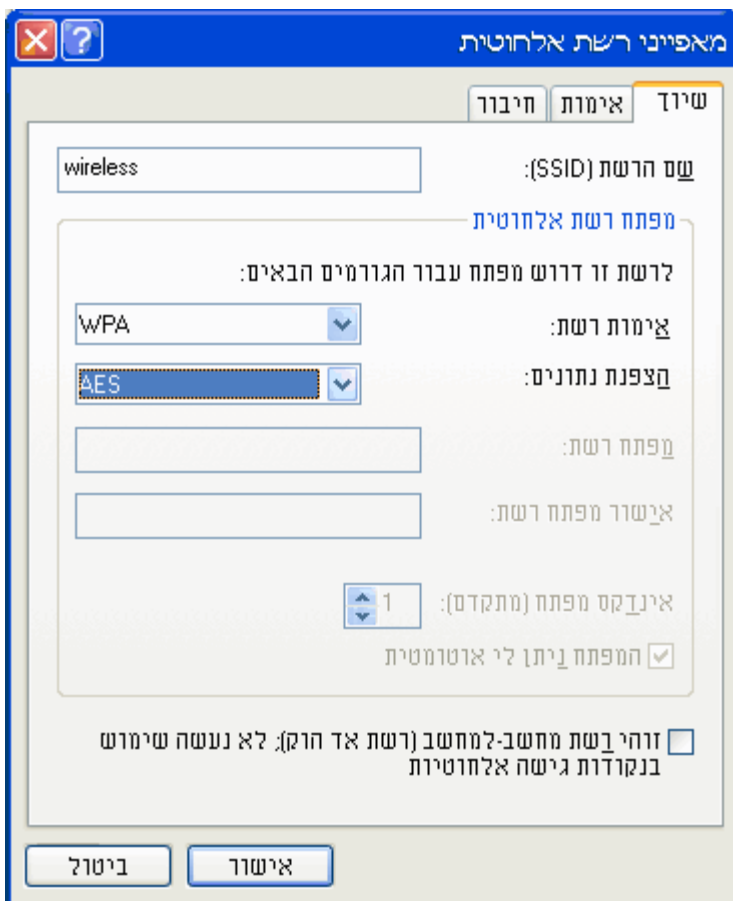 מאפייני רשת אלחוטית
שיוך
אימות
חיבור
שם הרשת (SSID):
wireless
מפתח רשת אלחוטית
לרשת זו דרוש מפתח עבור הגורמים הבאים:
אימות רשת:
WPA
הצפנת נתונים:
AES
מפתח רשת:
אישור מפתח רשת:
אינדקס מפתח (מתקדם):
1
המפתח ניתן לי אוטומטית
זוהי רשת מחשב-למחשב (רשת אד הוק); לא נעשה שימוש
בנקודות גישה אלחוטיות
אישור
ביטול